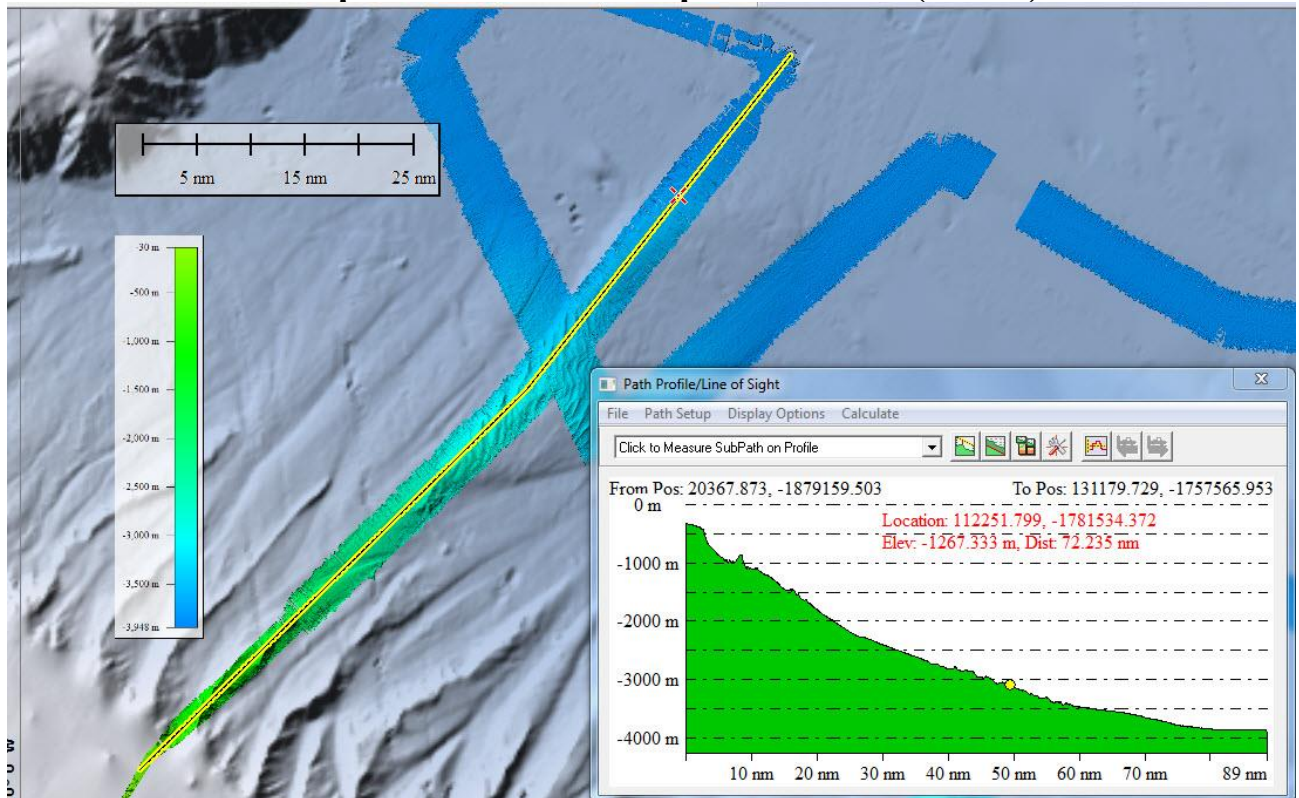 5 nm 15 nm 25 nm
-30 m
-500 m
-1,000 m
-1,500 m
-2,000 m
-2,500 m
-3,000 m
-3,500 m
-3,948 m
Path Profile/Line of Sight
File Path Setup Display Options Calculate
Click to Measure SubPath on Profile
From Pos: 20367.873, -1879159.503 To Pos: 131179.729, -1757565.953
0 m
Location: 112251.799, -1781534.372
Elev: -1267.333 m, Dist: 72.235 nm
-1000 m
-2000 m
-3000 m
-4000 m
10 nm 20 nm 30 nm 40 nm 50 nm 60 nm 70 nm 89 nm